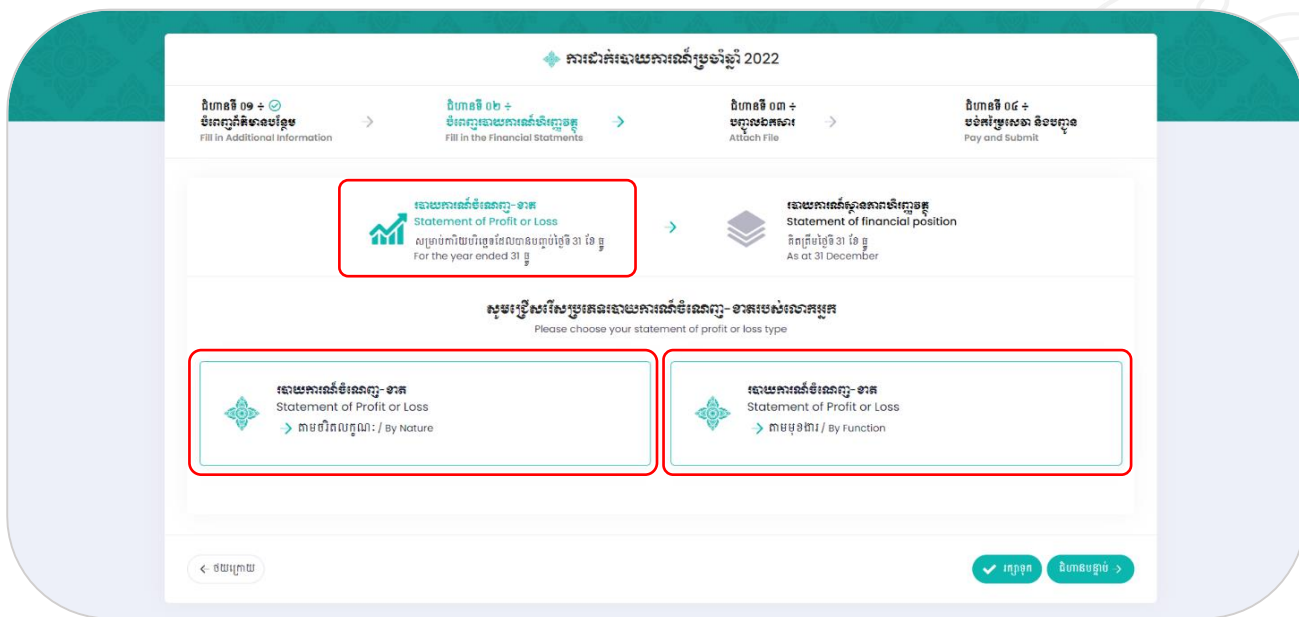 ការដាក់របាយការណ៍ប្រចាំឆ្នាំ 2022
ជំហានទី ០១ ÷
បំពេញព័ត៌មានបន្ថែម
Fill in Additional Information
ជំហានទី ០២ ÷
បំពេញរបាយការណ៍ហិរញ្ញវត្ថុ
Fill in the Financial Statments
ជំហានទី ០៣ ÷
បញ្ចូលឯកសារ
Attach File
ជំហានទី ០៤ ÷
បង់កម្រៃសេវា និងបញ្ជូន
Pay and Submit
របាយការណ៍ចំណេញ-ខាត
Statement of Profit or Loss
សម្រាប់ការិយបរិច្ឆេទដែលបានបញ្ចប់ថ្ងៃទី 31 ខែ ធ្នូ
For the year ended 31 ធ្នូ
របាយការណ៍ស្ថានភាពហិរញ្ញវត្ថុ
Statement of financial position
គិតត្រឹមថ្ងៃទី 31 ខែ ធ្នូ
As at 31 December
សូមជ្រើសរើសប្រភេទរបាយការណ៍ចំណេញ-ខាតរបស់លោកអ្នក
Please choose your statement of profit or loss type
របាយការណ៍ចំណេញ-ខាត
Statement of Profit or Loss
→ តាមចរិតលក្ខណៈ / By Nature
របាយការណ៍ចំណេញ-ខាត
Statement of Profit or Loss
→ តាមមុខងារ / By Function
← ថយក្រោយ
រក្សាទុក
ជំហានបន្ទាប់ →